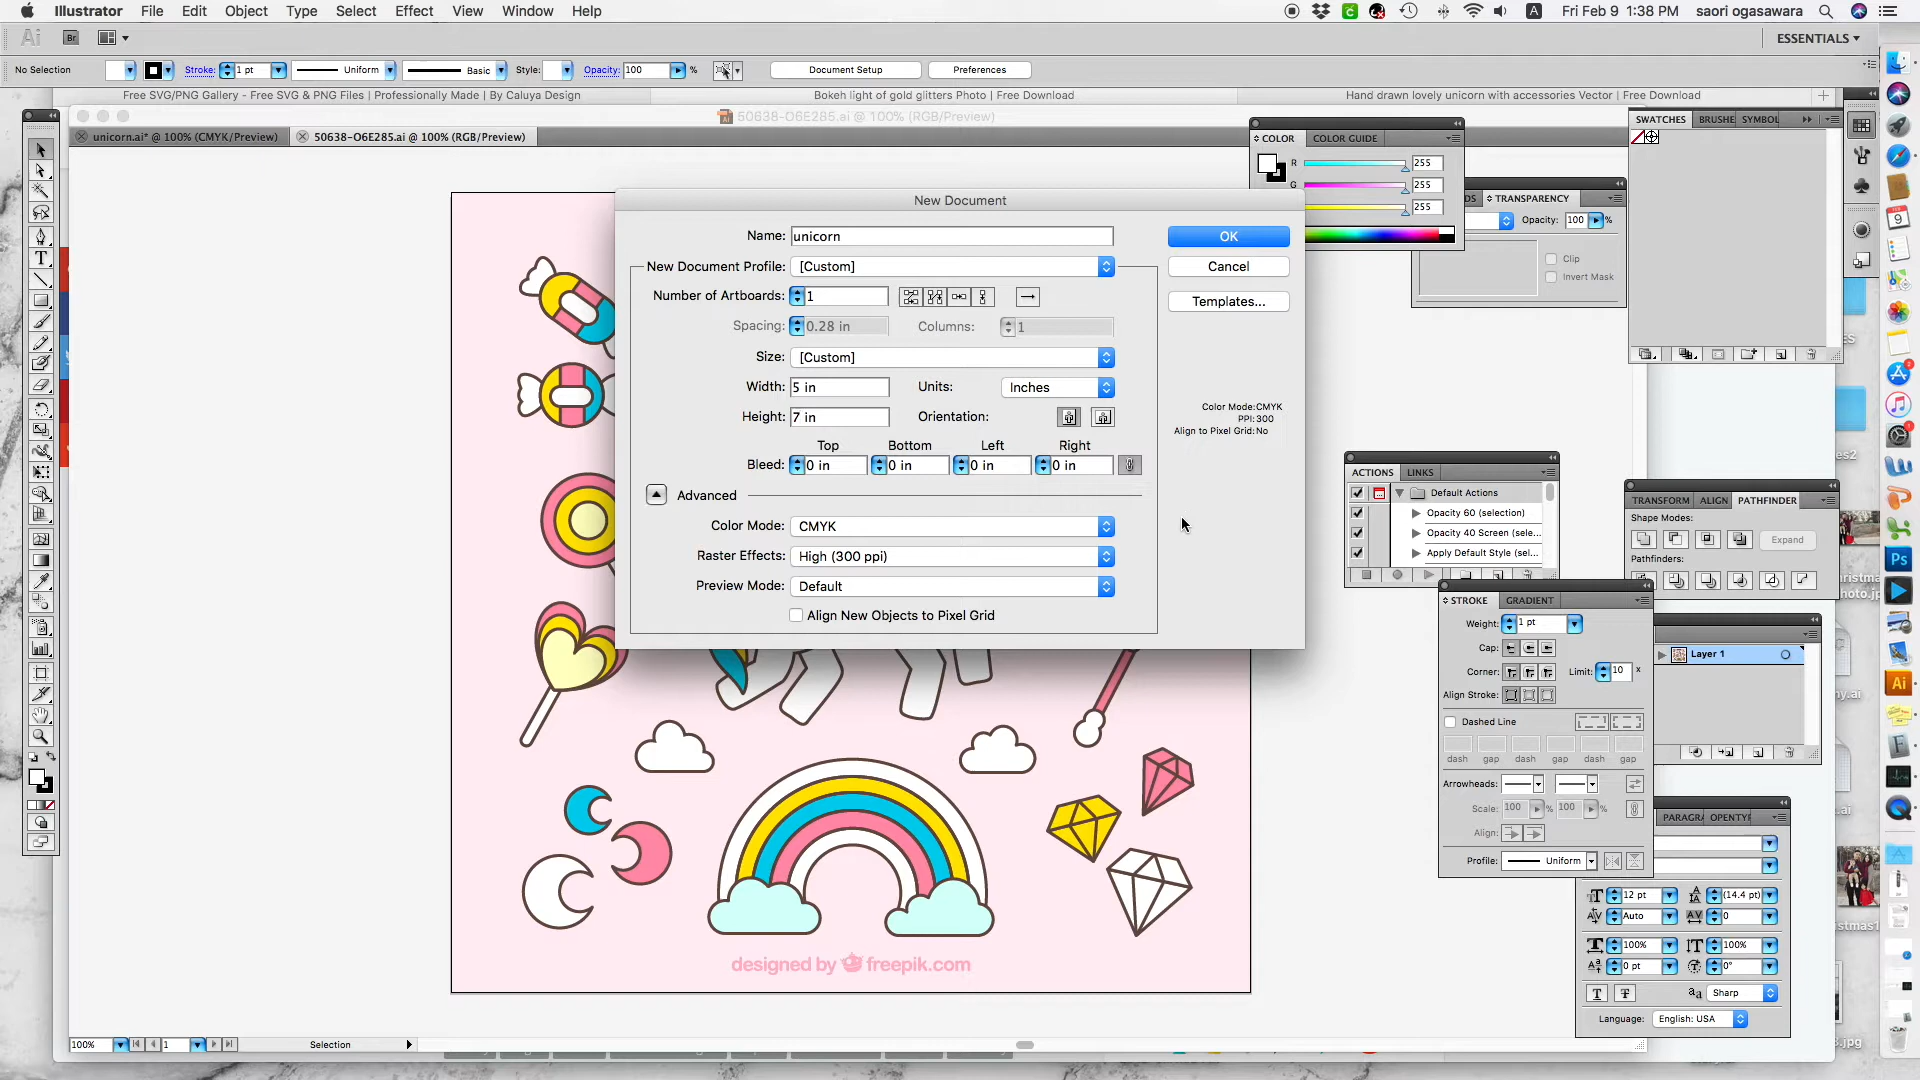 Illustrator File Edit Object Type Select Effect View Window Help
Fri Feb 9 1:38 PM saori ogasawara
Ai Br ESSENTIALS
No Selection Stroke: 1 pt Uniform Basic Style: Opacity: 100 % Document Setup Preferences
Free SVG/PNG Gallery - Free SVG & PNG Files | Professionally Made | By Caluya Design
Bokeh light of gold glitters Photo | Free Download
Hand drawn lovely unicorn with accessories Vector | Free Download
50638-O6E285.ai @ 100% (RGB/Preview)
unicorn.ai* @ 100% (CMYK/Preview) 50638-O6E285.ai @ 100% (RGB/Preview)
New Document
Name: unicorn
New Document Profile: [Custom]
Number of Artboards: 1
Spacing: 0.28 in Columns: 1
Size: [Custom]
Width: 5 in Units: Inches
Height: 7 in Orientation:
Top Bottom Left Right
Bleed: 0 in 0 in 0 in 0 in
Advanced
Color Mode: CMYK
Raster Effects: High (300 ppi)
Preview Mode: Default
Align New Objects to Pixel Grid
OK
Cancel
Templates...
Color Mode:CMYK
PPI:300
Align to Pixel Grid:No
COLOR COLOR GUIDE
R 255
G 255
255
TRANSPARENCY
Opacity: 100 %
Clip
Invert Mask
SWATCHES BRUSHE SYMBOL
ACTIONS LINKS
Default Actions
Opacity 60 (selection)
Opacity 40 Screen (sele...
Apply Default Style (sel...
TRANSFORM ALIGN PATHFINDER
Shape Modes:
Expand
Pathfinders:
STROKE GRADIENT
Weight: 1 pt
Cap:
Corner: Limit: 10 x
Align Stroke:
Dashed Line
dash gap dash gap dash gap
Arrowheads:
Scale: 100 % 100 %
Align:
Profile: Uniform
Layer 1
PARAGRA OPENTYI
12 pt (14.4 pt)
Auto 0
100% 100%
0 pt 0°
Sharp
Language: English: USA
designed by freepik.com
100% 1 Selection
9
Ps
Ai